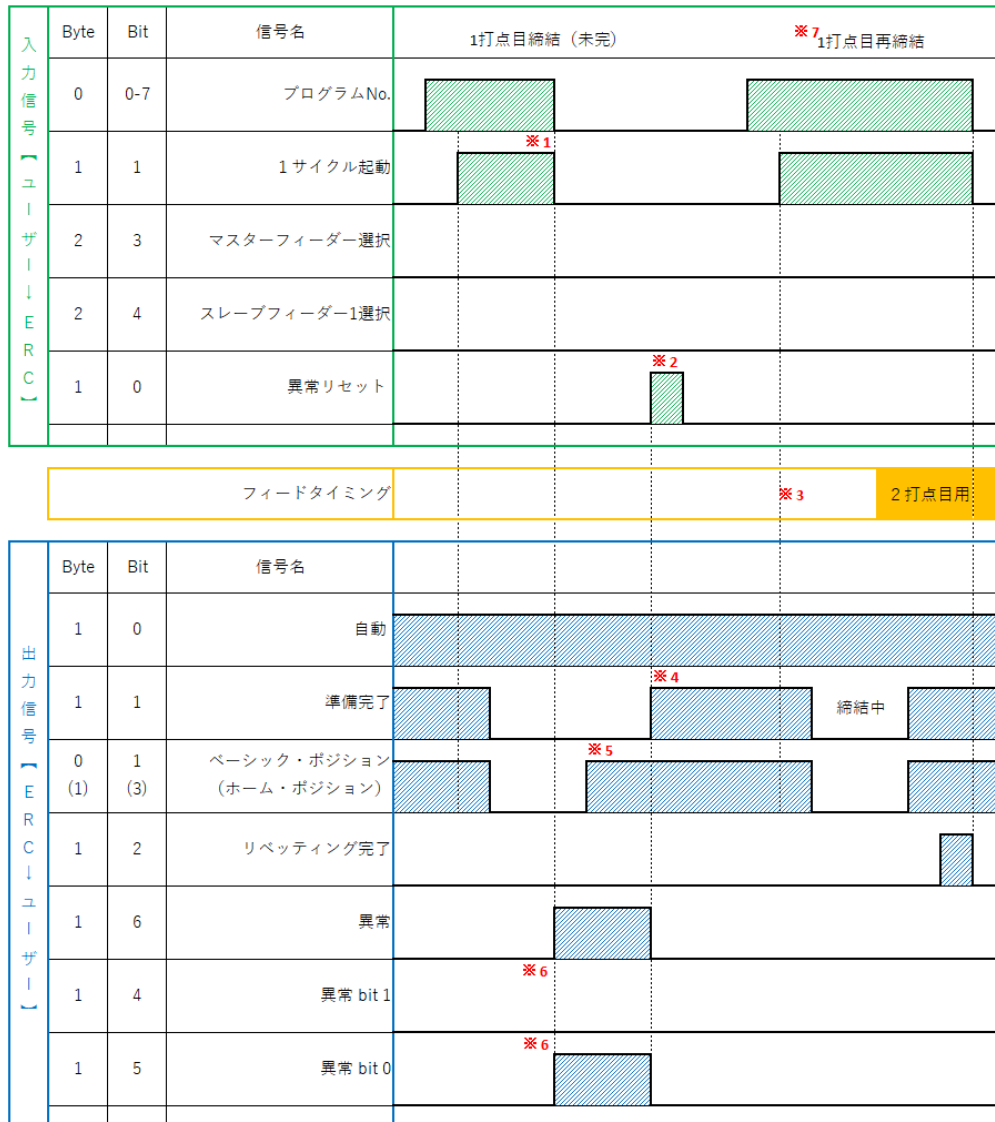 入力信号【ユーザー→ERC】
Byte Bit 信号名 1打点目締結（未完） ※7 1打点目再締結
0 0-7 プログラムNo.
※1
1 1 1サイクル起動
2 3 マスターフィーダー選択
2 4 スレーブフィーダー1選択
※2
1 0 異常リセット
フィードタイミング ※3 2打点目用
出力信号【ERC→ユーザー】
Byte Bit 信号名
1 0 自動
※4
1 1 準備完了 締結中
0 1 ベーシック・ポジション ※5
(1) (3) （ホーム・ポジション）
1 2 リベッティング完了
1 6 異常
※6
1 4 異常 bit 1
※6
1 5 異常 bit 0